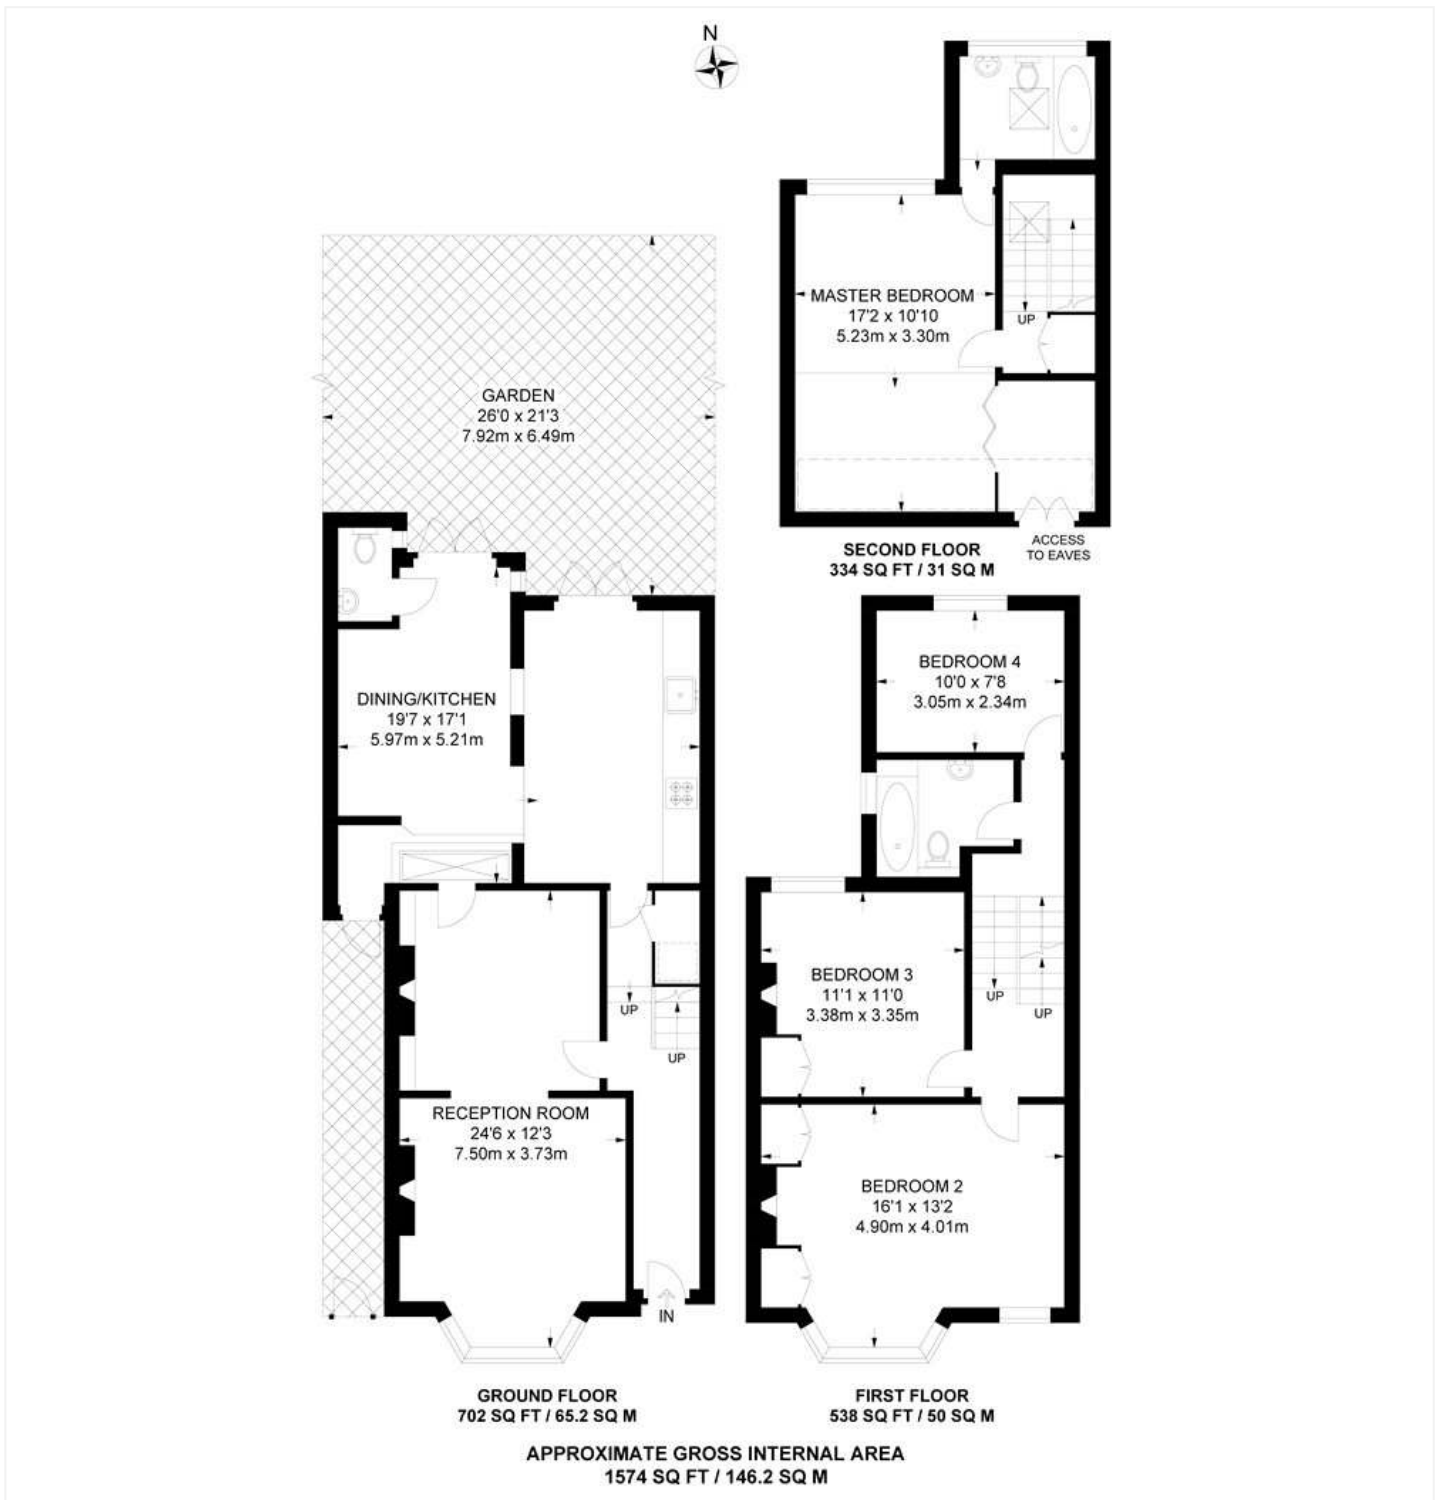 N
MASTER BEDROOM
17'2 x 10'10
5.23m x 3.30m
UP
ACCESS
TO EAVES
SECOND FLOOR
334 SQ FT / 31 SQ M
GARDEN
26'0 x 21'3
7.92m x 6.49m
DINING/KITCHEN
19'7 x 17'1
5.97m x 5.21m
UP
UP
RECEPTION ROOM
24'6 x 12'3
7.50m x 3.73m
IN
GROUND FLOOR
702 SQ FT / 65.2 SQ M
BEDROOM 4
10'0 x 7'8
3.05m x 2.34m
BEDROOM 3
11'1 x 11'0
3.38m x 3.35m
UP
UP
BEDROOM 2
16'1 x 13'2
4.90m x 4.01m
FIRST FLOOR
538 SQ FT / 50 SQ M
APPROXIMATE GROSS INTERNAL AREA
1574 SQ FT / 146.2 SQ M